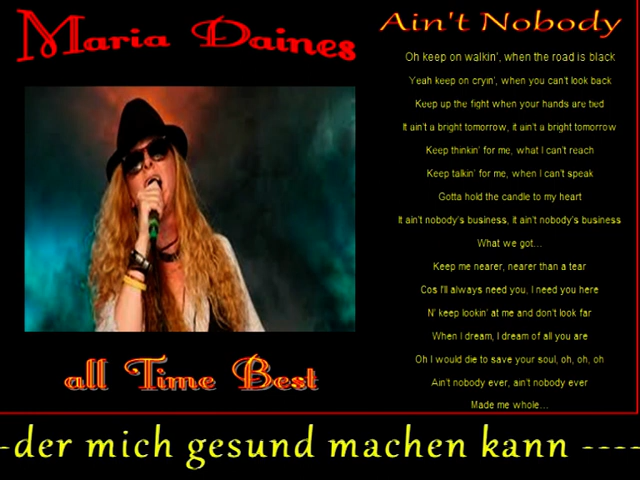 Maria Daines
Ain't Nobody
Oh keep on walkin', when the road is black
Yeah keep on cryin', when you can't look back
Keep up the fight when your hands are tied
It ain't a bright tomorrow, it ain't a bright tomorrow
Keep thinkin' for me, what I can't reach
Keep talkin' for me, when I can't speak
Gotta hold the candle to my heart
It ain't nobody's business, it ain't nobody's business
What we got...
Keep me nearer, nearer than a tear
Cos I'll always need you, I need you here
N' keep lookin' at me and don't look far
When I dream, I dream of all you are
Oh I would die to save your soul, oh, oh, oh
Ain't nobody ever, ain't nobody ever
Made me whole...
all Time Best
-der mich gesund machen kann ----